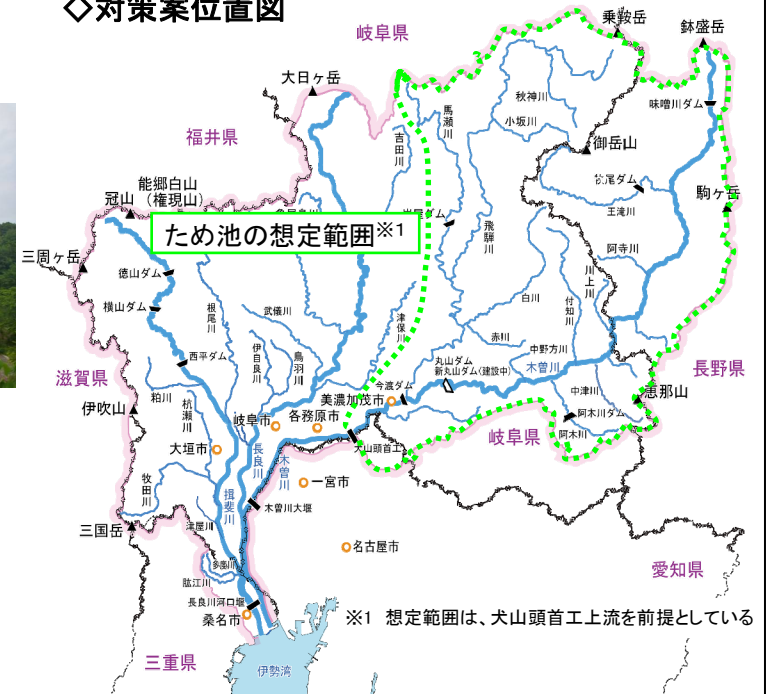 ◇対策案位置図
岐阜県
乗鞍岳
鉢盛岳
大日ヶ岳
秋神川
味噌川ダム
馬瀬川
小坂川
吉田川
福井県
御岳山
能郷白山
冠山（権現山）
駒ヶ岳
王滝川
ため池の想定範囲※1
飛騨川
三周ヶ岳
阿寺川
川上川
徳山ダム
横山ダム
根尾川
武儀川
津保川
白川
付知川
伊自良川
鳥羽川
赤川
中野方川
西平ダム
丸山ダム
新丸山ダム(建設中)
木曽川
長野県
滋賀県
粕川
今渡ダム
美濃加茂市
中津川
恵那山
伊吹山
杭瀬川
岐阜市
各務原市
阿木川ダム
岐阜県
阿木川
大垣市
犬山頭首工
長良川
木曽川
牧田川
揖斐川
一宮市
木曽川大堰
三国岳
津屋川
名古屋市
多度川
愛知県
肱江川
長良川河口堰
桑名市
※1　想定範囲は、犬山頭首工上流を前提としている
三重県
伊勢湾